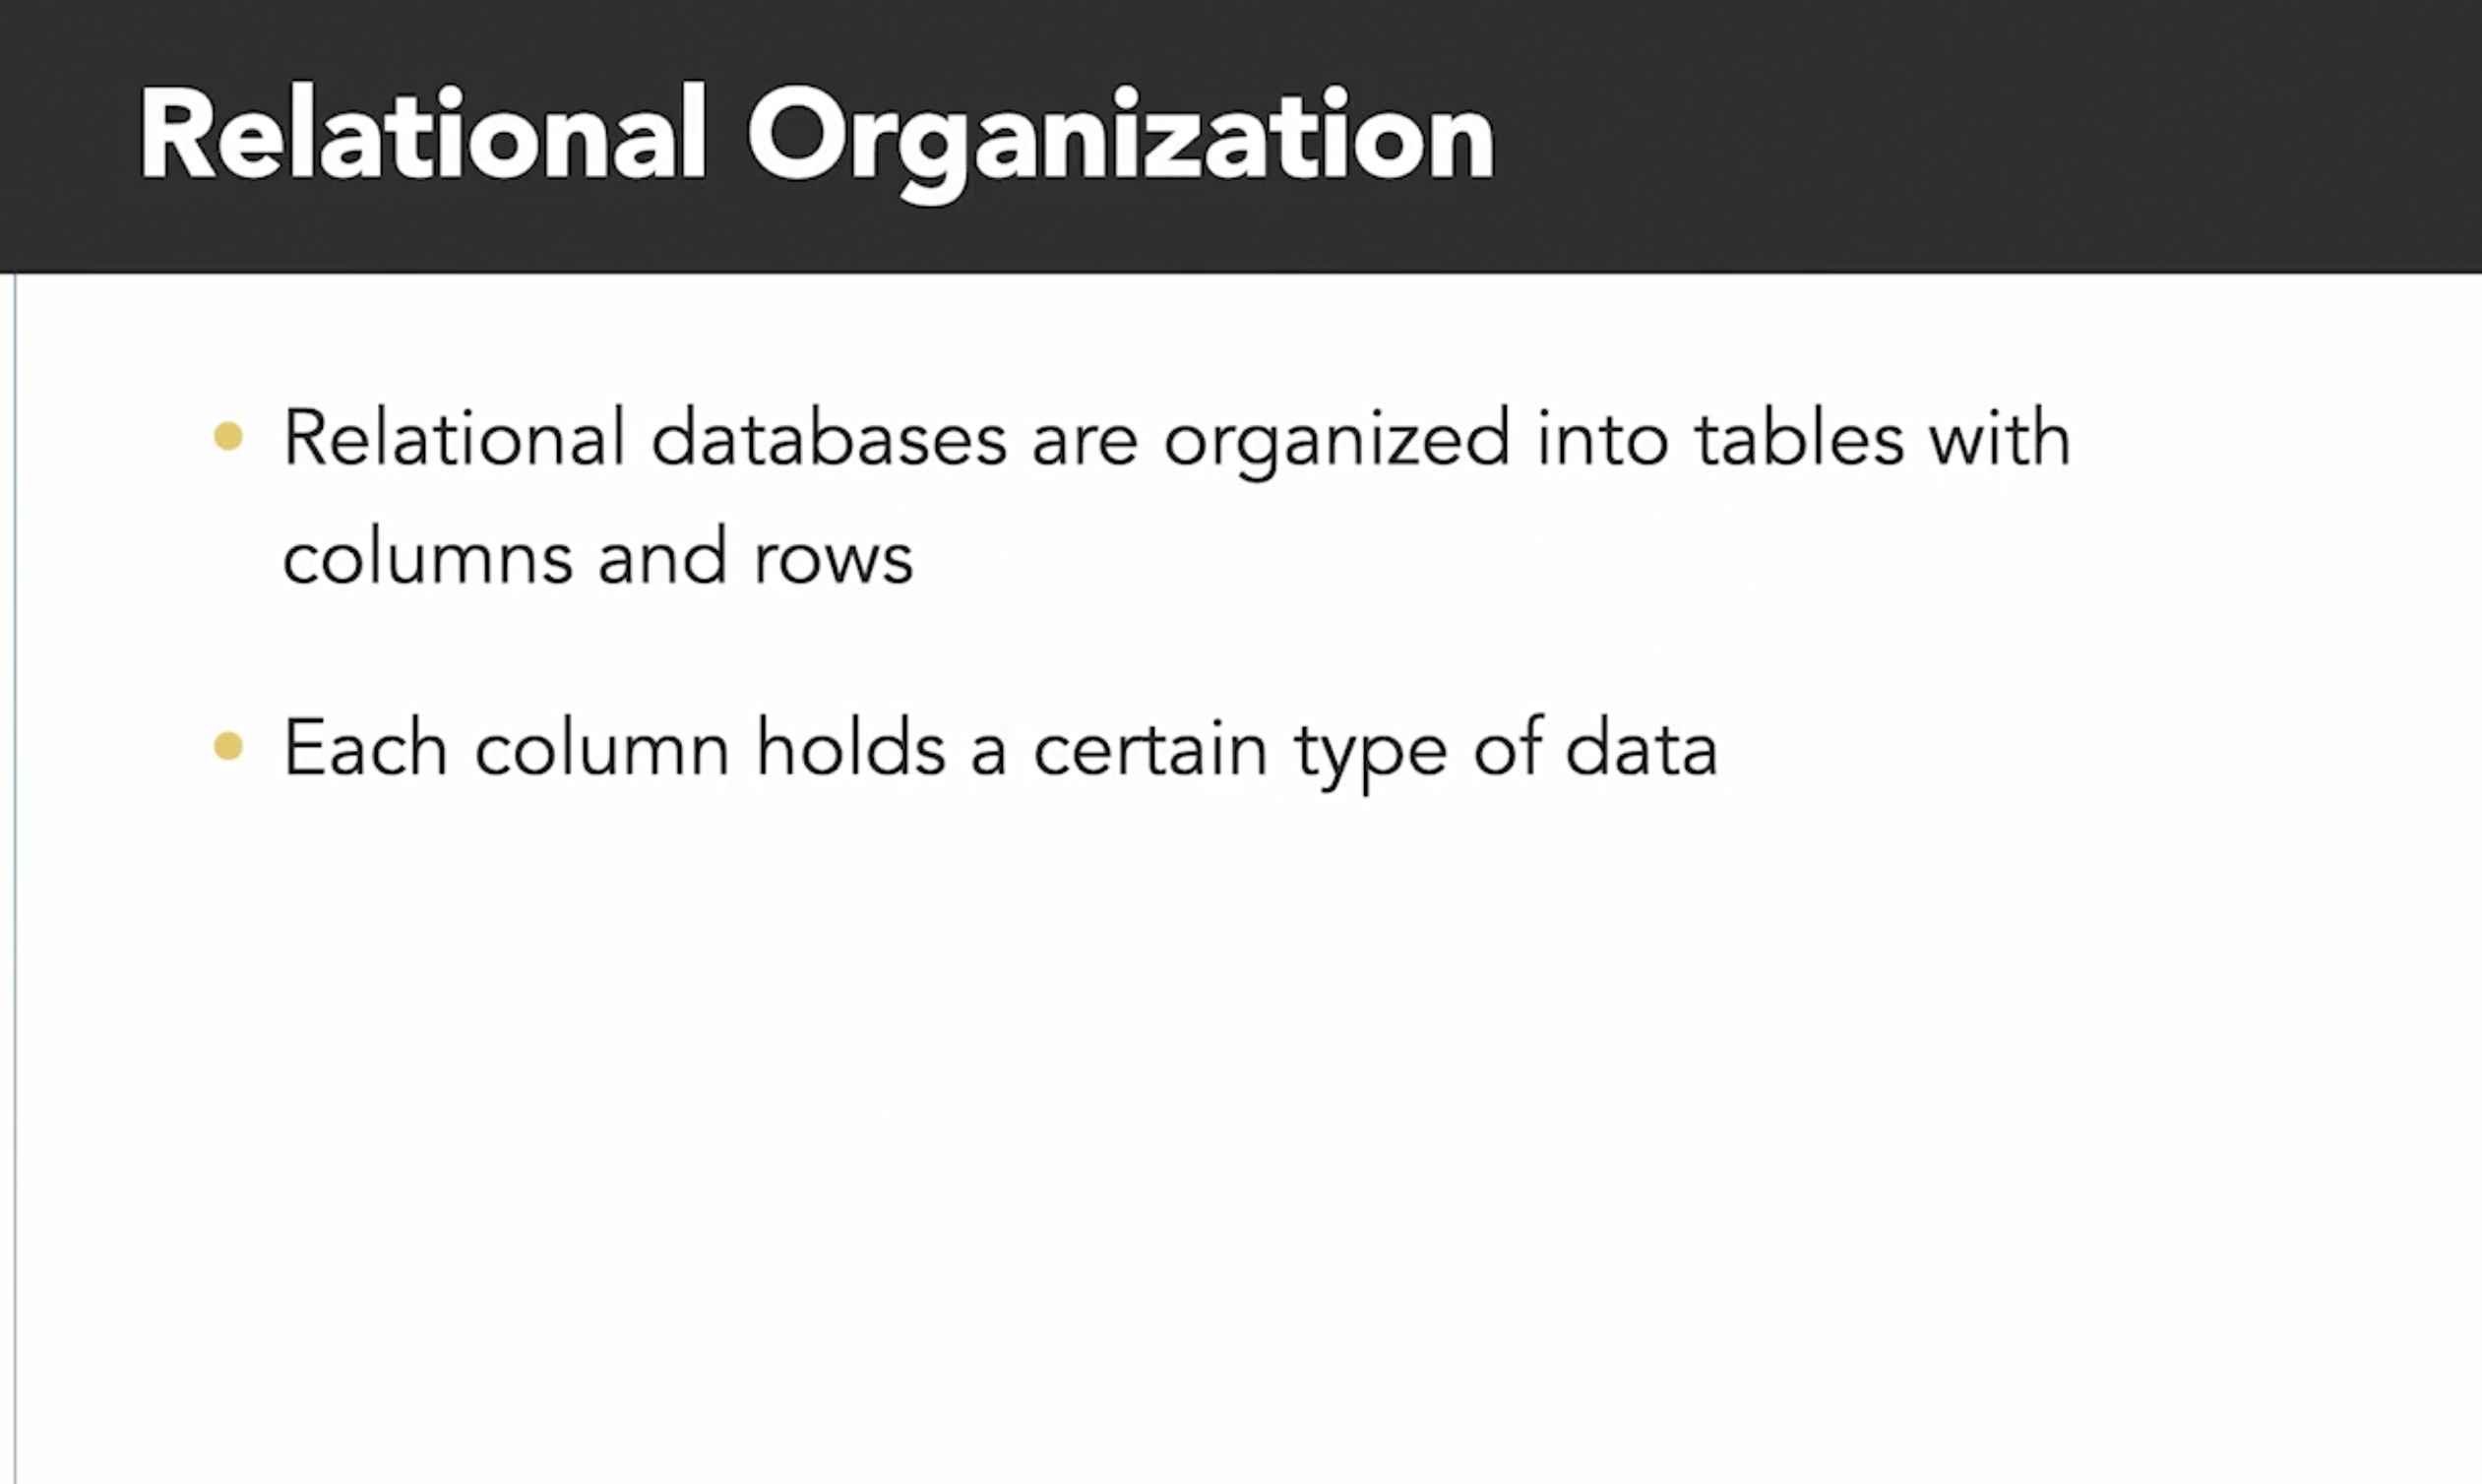 Relational Organization
Relational databases are organized into tables with
columns and rows
Each column holds a certain type of data